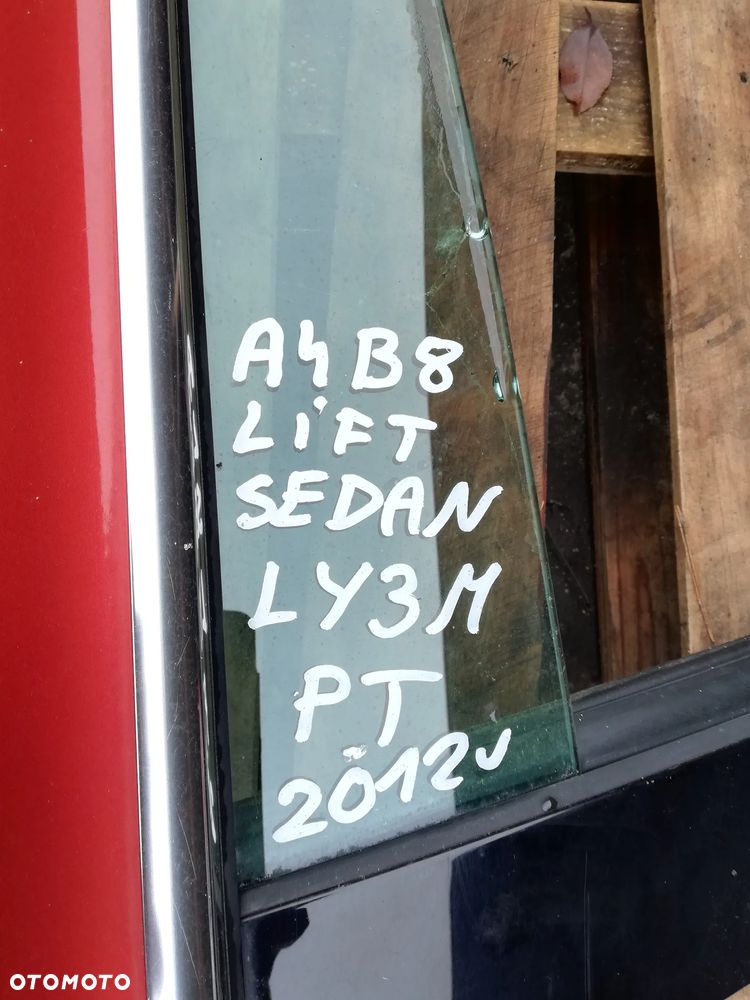 A4B8
LiFT
SEDAN
LY3M
PT
2012r
OTOMOTO